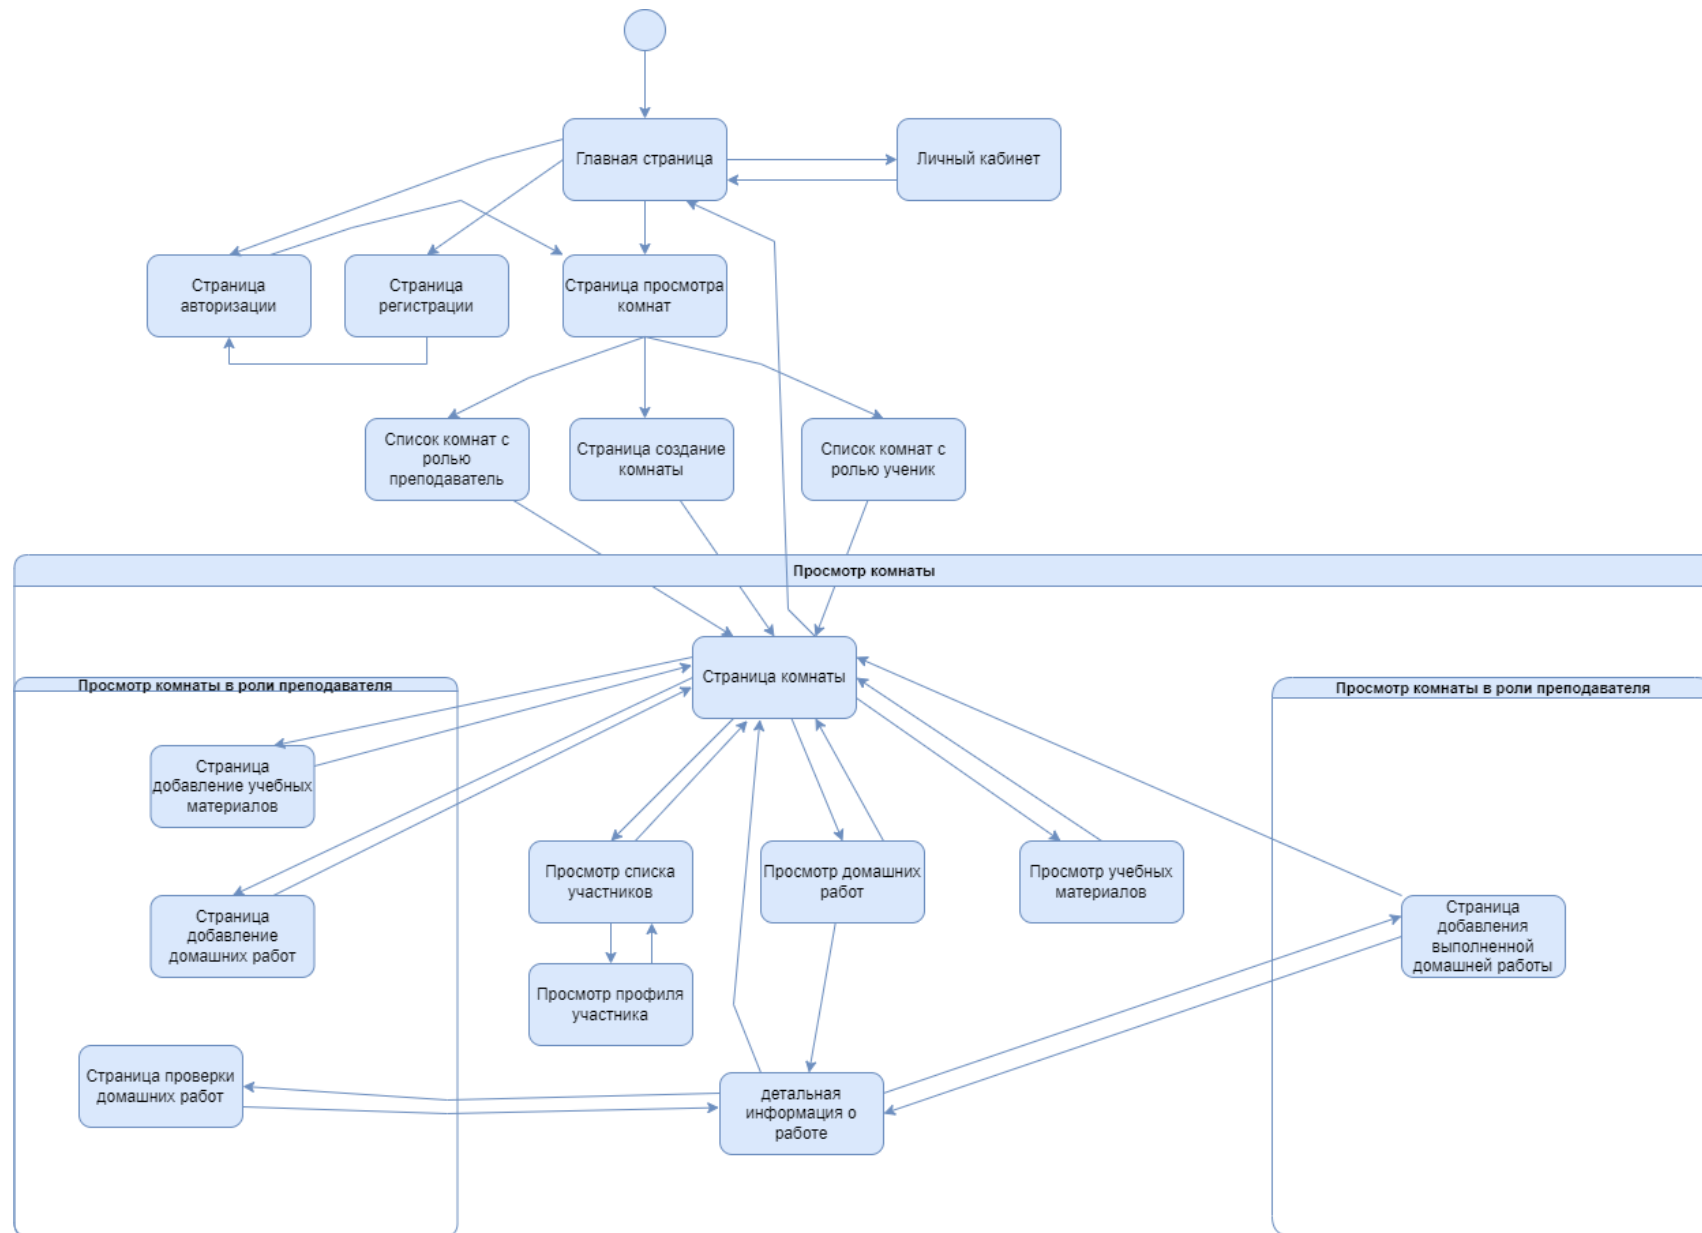 Главная страница
Личный кабинет
Страница
авторизации
Страница
регистрации
Страница просмотра
комнат
Список комнат с
ролью
преподаватель
Страница создание
комнаты
Список комнат с
ролью ученик
Просмотр комнаты
Страница комнаты
Просмотр комнаты в роли преподавателя
Просмотр комнаты в роли преподавателя
Страница
добавление учебных
материалов
Просмотр списка
участников
Просмотр домашних
работ
Просмотр учебных
материалов
Страница
добавление
домашних работ
Страница
добавления
выполненной
домашней работы
Просмотр профиля
участника
Страница проверки
домашних работ
детальная
информация о
работе